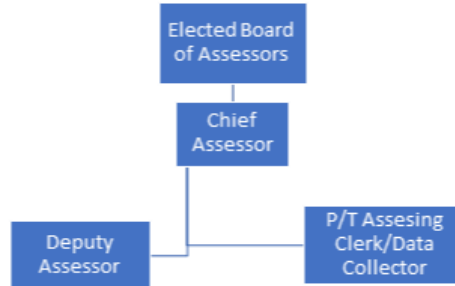 Elected Board
of Assessors
Chief
Assessor
Deputy
Assessor
P/T Assesing
Clerk/Data
Collector